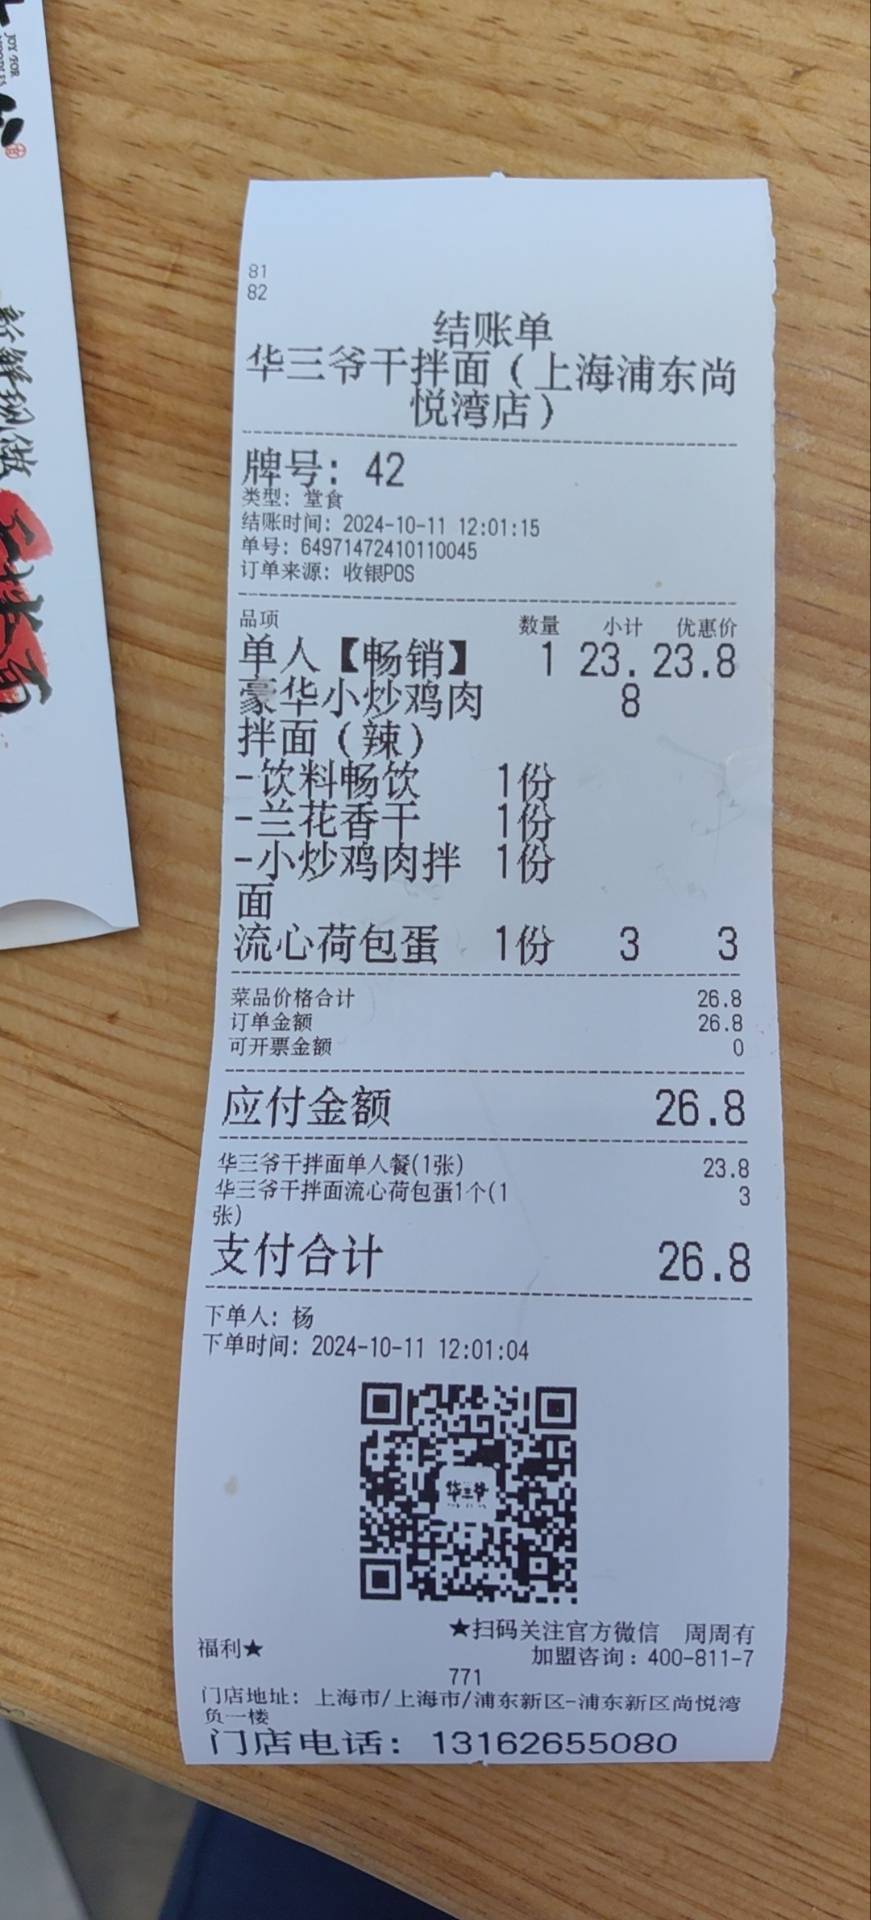 JOY FOR
NOODLES
新鲜现做
81
82
结账单
华三爷干拌面（上海浦东尚
悦湾店）
牌号: 42
类型: 堂食
结账时间: 2024-10-11 12:01:15
单号: 64971472410110045
订单来源: 收银POS
品项 数量 小计 优惠价
单人【畅销】 1 23. 23.8
豪华小炒鸡肉 8
拌面（辣）
-饮料畅饮 1份
-兰花香干 1份
-小炒鸡肉拌 1份
面
流心荷包蛋 1份 3 3
菜品价格合计 26.8
订单金额 26.8
可开票金额 0
应付金额 26.8
华三爷干拌面单人餐(1张) 23.8
华三爷干拌面流心荷包蛋1个(1 3
张)
支付合计 26.8
下单人: 杨
下单时间: 2024-10-11 12:01:04
华三爷
★扫码关注官方微信 周周有
福利★ 加盟咨询：400-811-7
771
门店地址: 上海市/上海市/浦东新区-浦东新区尚悦湾
负一楼
门店电话: 13162655080